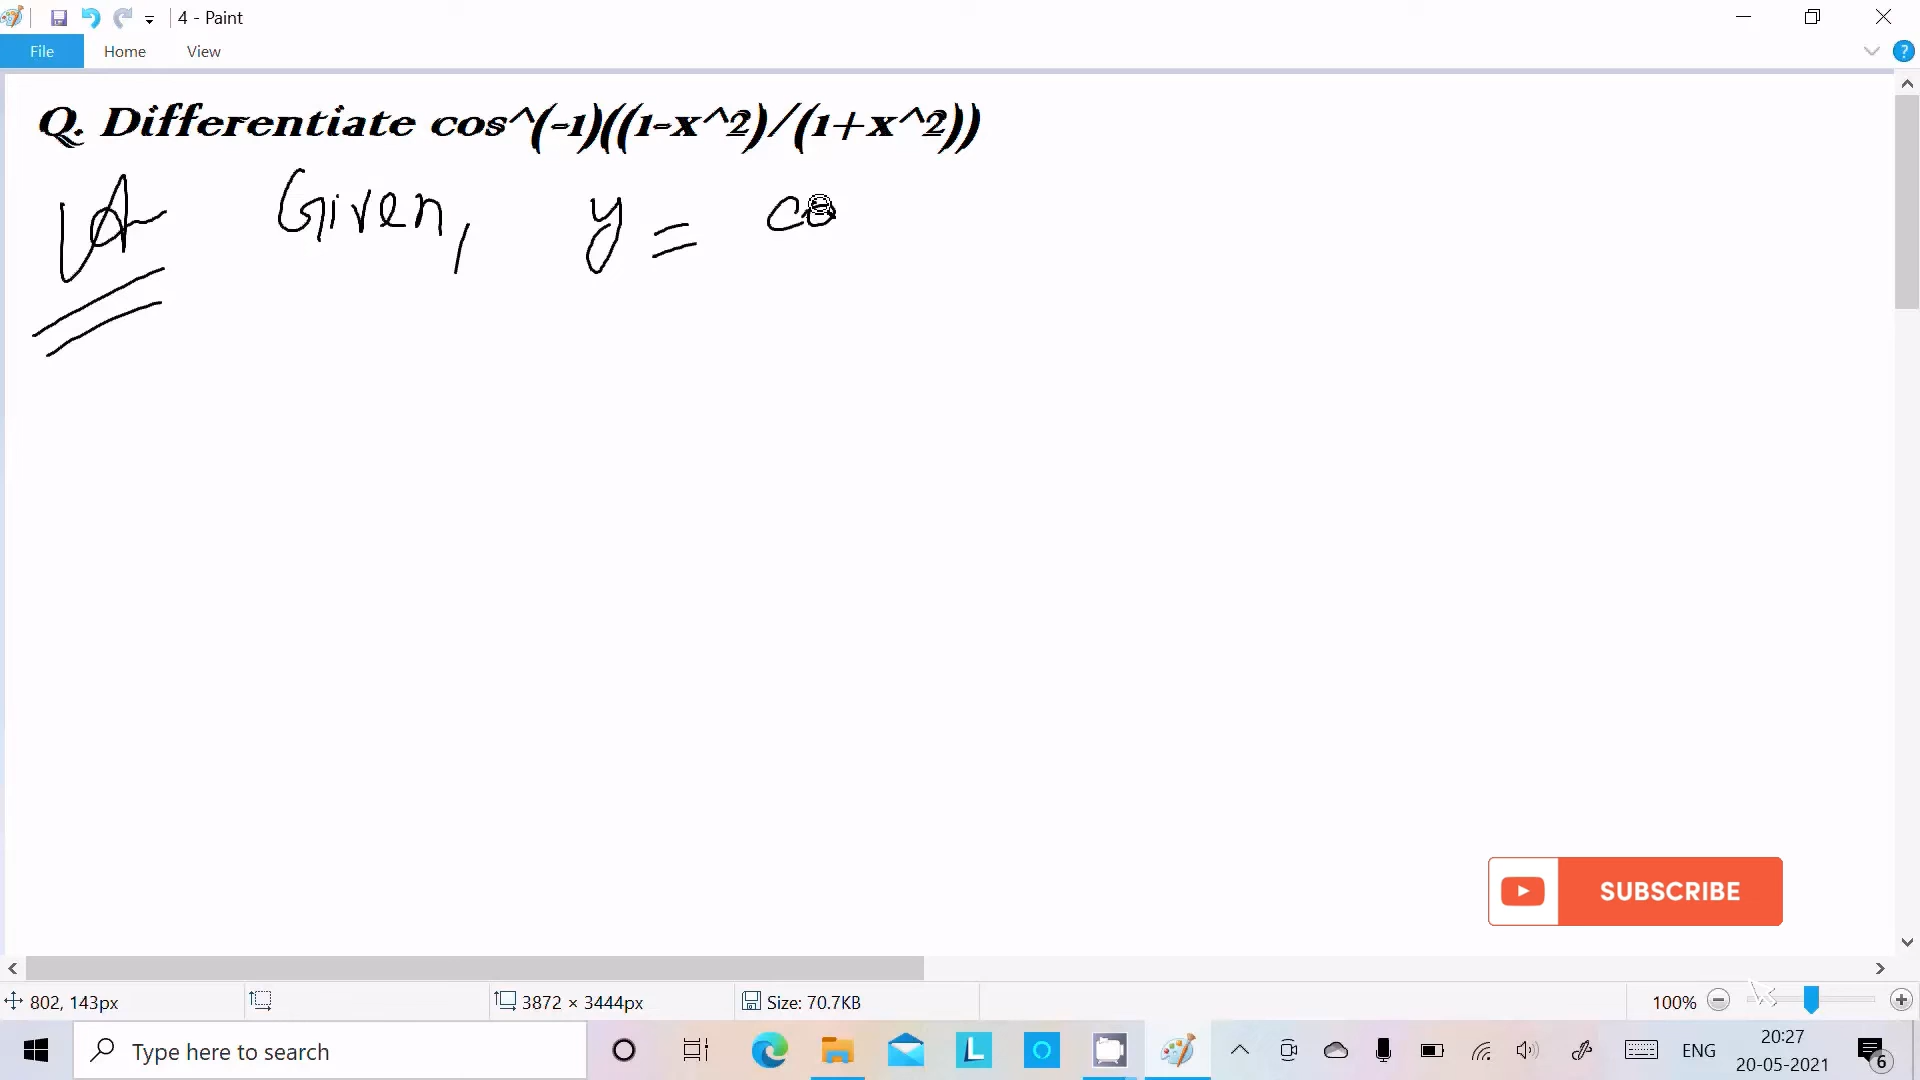 4 - Paint
File Home View
Q. Differentiate cos^(-1)((1-x^2)/(1+x^2))
Given, y = co
SUBSCRIBE
802, 143px 3872 × 3444px Size: 70.7KB 100%
Type here to search
ENG
20:27
20-05-2021
6